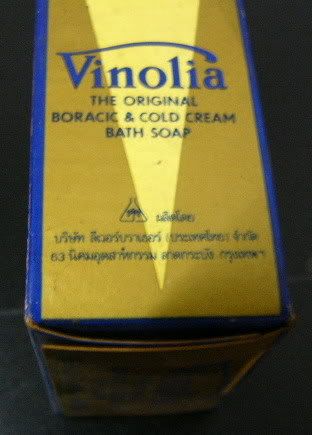 Vinolia
THE ORIGINAL
BORACIC & COLD CREAM
BATH SOAP
ผลิตโดย
บริษัท ลีเวอร์บราเธอร์ (ประเทศไทย) จำกัด
63 นิคมอุตสาหกรรม ลาดกระบัง กรุงเทพฯ